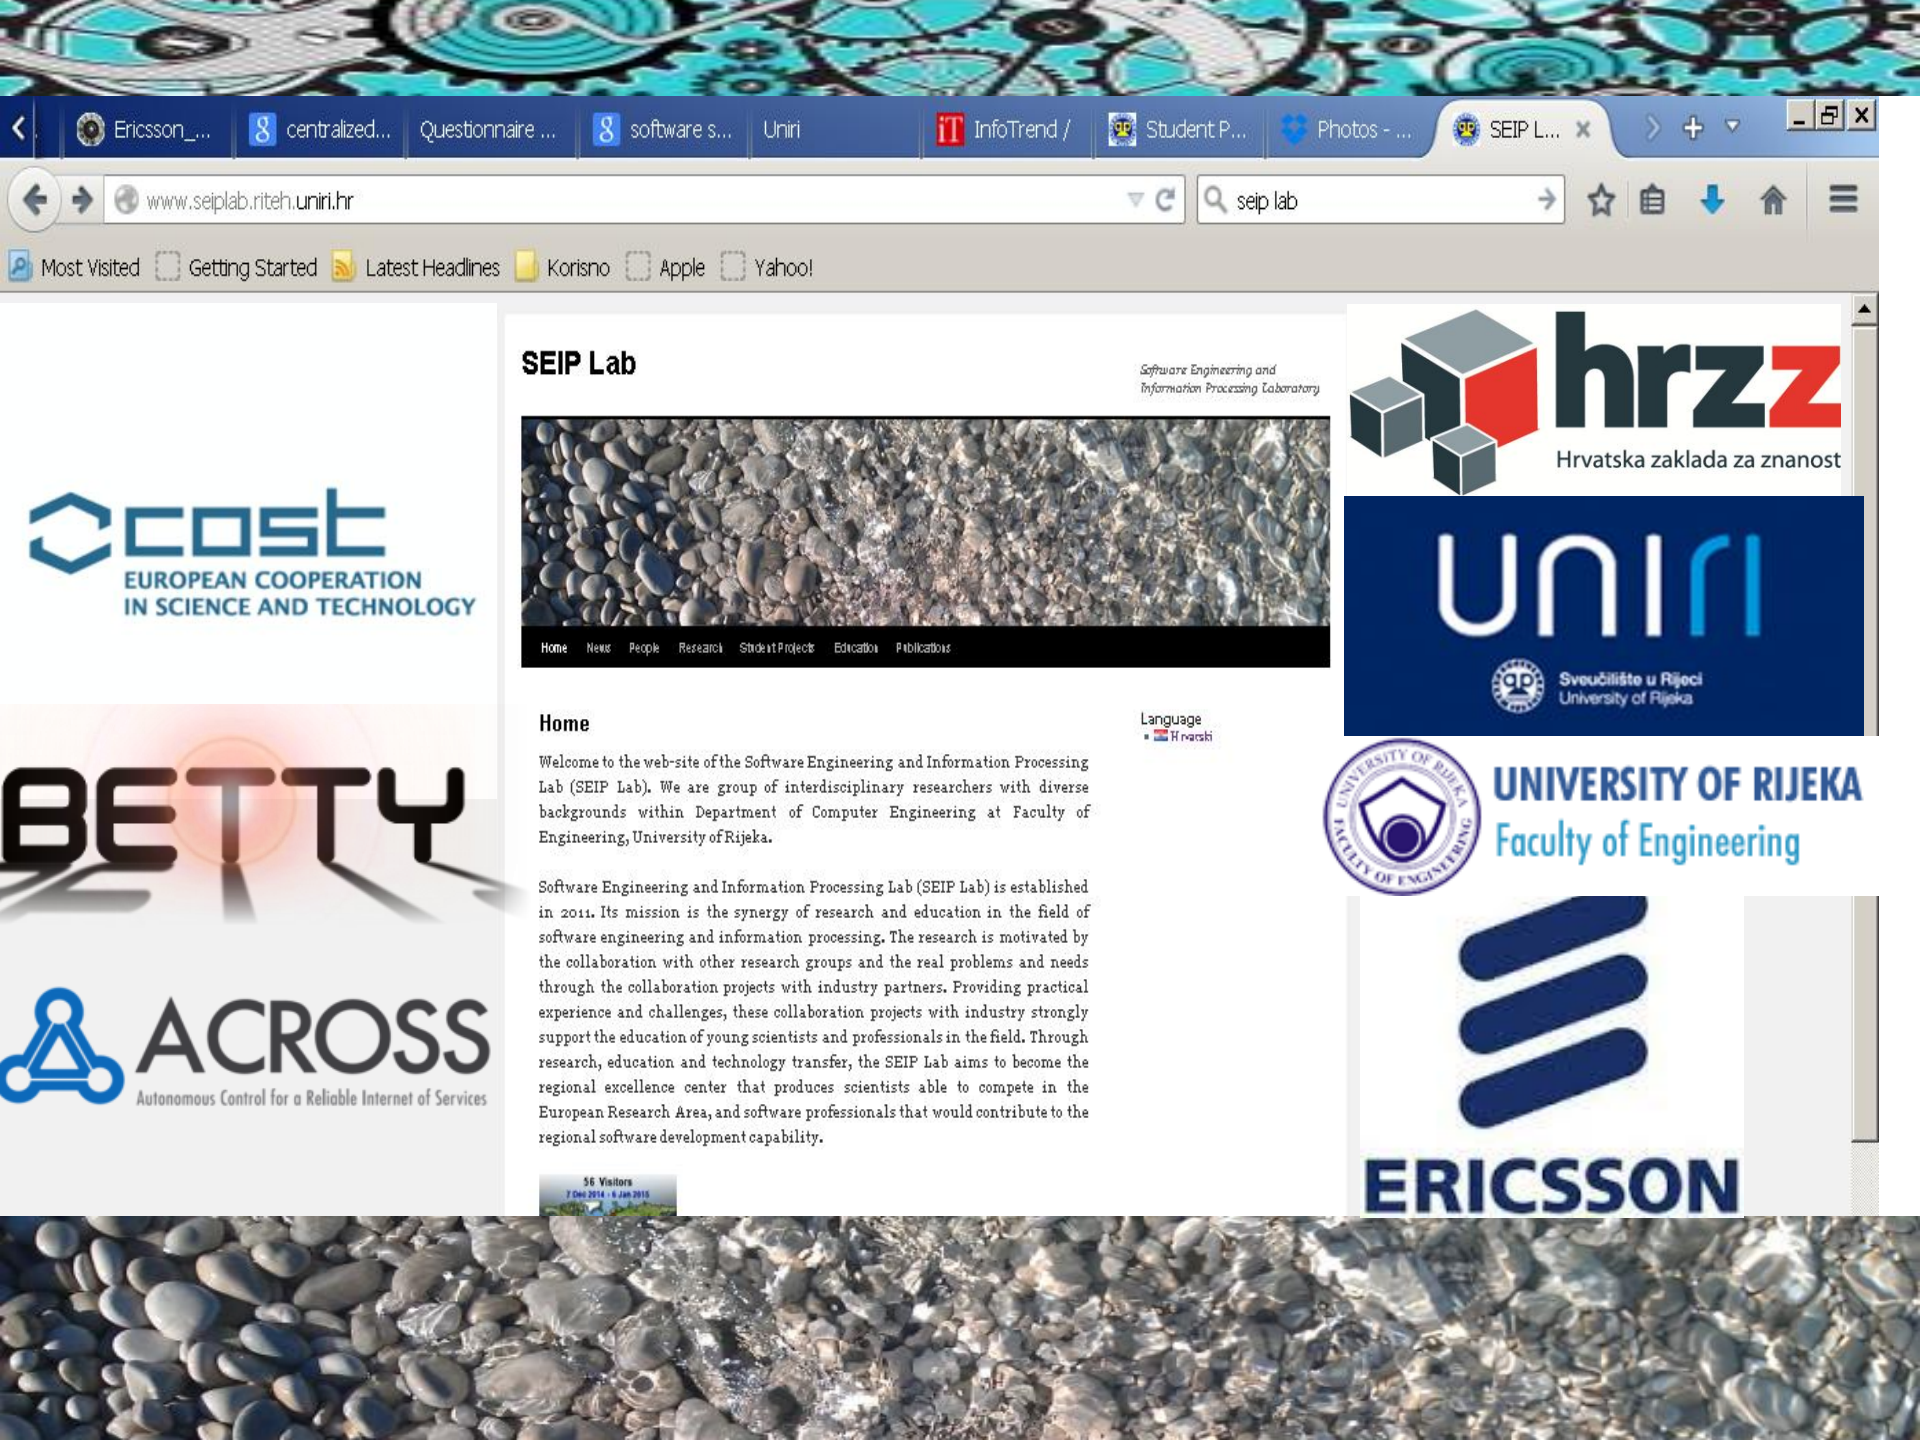 Ericsson_...
centralized...
Questionnaire ...
software s...
Uniri
InfoTrend /
Student P...
Photos - ...
SEIP L...
www.seiplab.riteh.uniri.hr
seip lab
Most Visited
Getting Started
Latest Headlines
Korisno
Apple
Yahoo!
SEIP Lab
Software Engineering and
Information Processing Laboratory
Home News People Research Student Projects Education Publications
Home
Welcome to the web-site of the Software Engineering and Information Processing
Lab (SEIP Lab). We are group of interdisciplinary researchers with diverse
backgrounds within Department of Computer Engineering at Faculty of
Engineering, University of Rijeka.
Software Engineering and Information Processing Lab (SEIP Lab) is established
in 2011. Its mission is the synergy of research and education in the field of
software engineering and information processing. The research is motivated by
the collaboration with other research groups and the real problems and needs
through the collaboration projects with industry partners. Providing practical
experience and challenges, these collaboration projects with industry strongly
support the education of young scientists and professionals in the field. Through
research, education and technology transfer, the SEIP Lab aims to become the
regional excellence center that produces scientists able to compete in the
European Research Area, and software professionals that would contribute to the
regional software development capability.
56 Visitors
7 Dec 2014 - 6 Jan 2015
Language
Hrvatski
cost
EUROPEAN COOPERATION
IN SCIENCE AND TECHNOLOGY
BETTY
ACROSS
Autonomous Control for a Reliable Internet of Services
hrzz
Hrvatska zaklada za znanost
UNIRI
Sveučilište u Rijeci
University of Rijeka
UNIVERSITY OF RIJEKA
FACULTY OF ENGINEERING
UNIVERSITY OF RIJEKA
Faculty of Engineering
ERICSSON